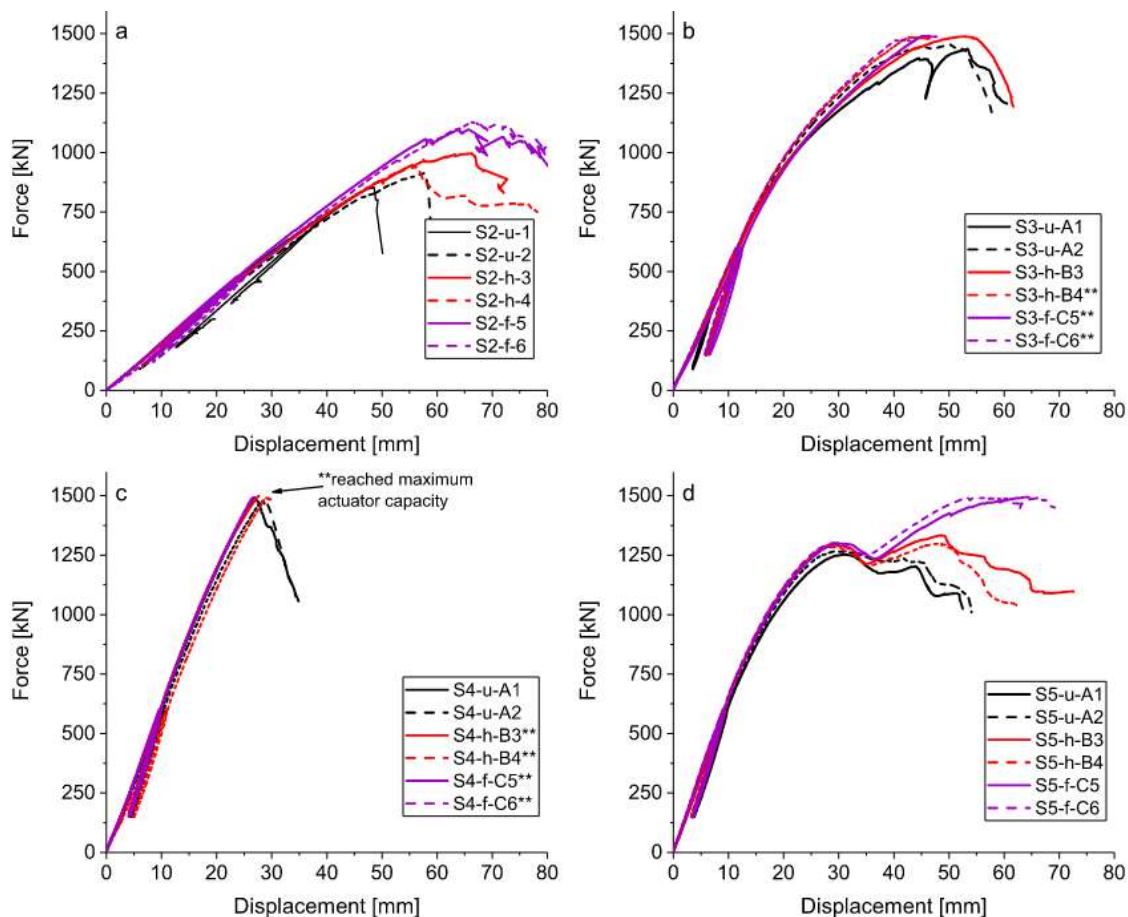 a
1500
1250
1000
750
500
250
0
Force [kN]
0 10 20 30 40 50 60 70 80
Displacement [mm]
S2-u-1
S2-u-2
S2-h-3
S2-h-4
S2-f-5
S2-f-6
b
1500
1250
1000
750
500
250
0
Force [kN]
0 10 20 30 40 50 60 70 80
Displacement [mm]
S3-u-A1
S3-u-A2
S3-h-B3
S3-h-B4**
S3-f-C5**
S3-f-C6**
c
**reached maximum
actuator capacity
1500
1250
1000
750
500
250
0
Force [kN]
0 10 20 30 40 50 60 70 80
Displacement [mm]
S4-u-A1
S4-u-A2
S4-h-B3**
S4-h-B4**
S4-f-C5**
S4-f-C6**
d
1500
1250
1000
750
500
250
0
Force [kN]
0 10 20 30 40 50 60 70 80
Displacement [mm]
S5-u-A1
S5-u-A2
S5-h-B3
S5-h-B4
S5-f-C5
S5-f-C6